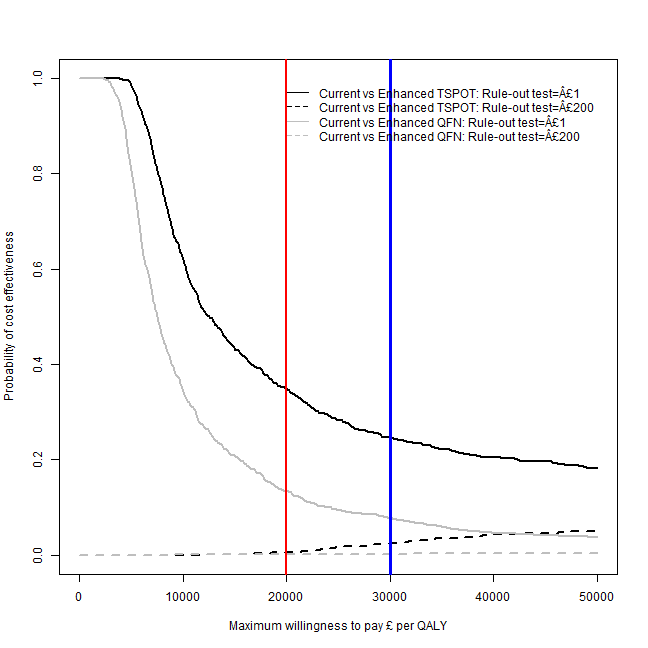 Current vs Enhanced TSPOT: Rule-out test=Â£1
Current vs Enhanced TSPOT: Rule-out test=Â£200
Current vs Enhanced QFN: Rule-out test=Â£1
Current vs Enhanced QFN: Rule-out test=Â£200
Probability of cost effectiveness
1.0
0.8
0.6
0.4
0.2
0.0
0 10000 20000 30000 40000 50000
Maximum willingness to pay £ per QALY